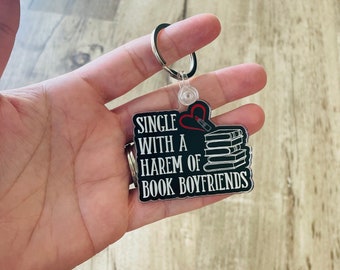 SINGLE
WITH A
HAREM OF
BOOK BOYFRIENDS